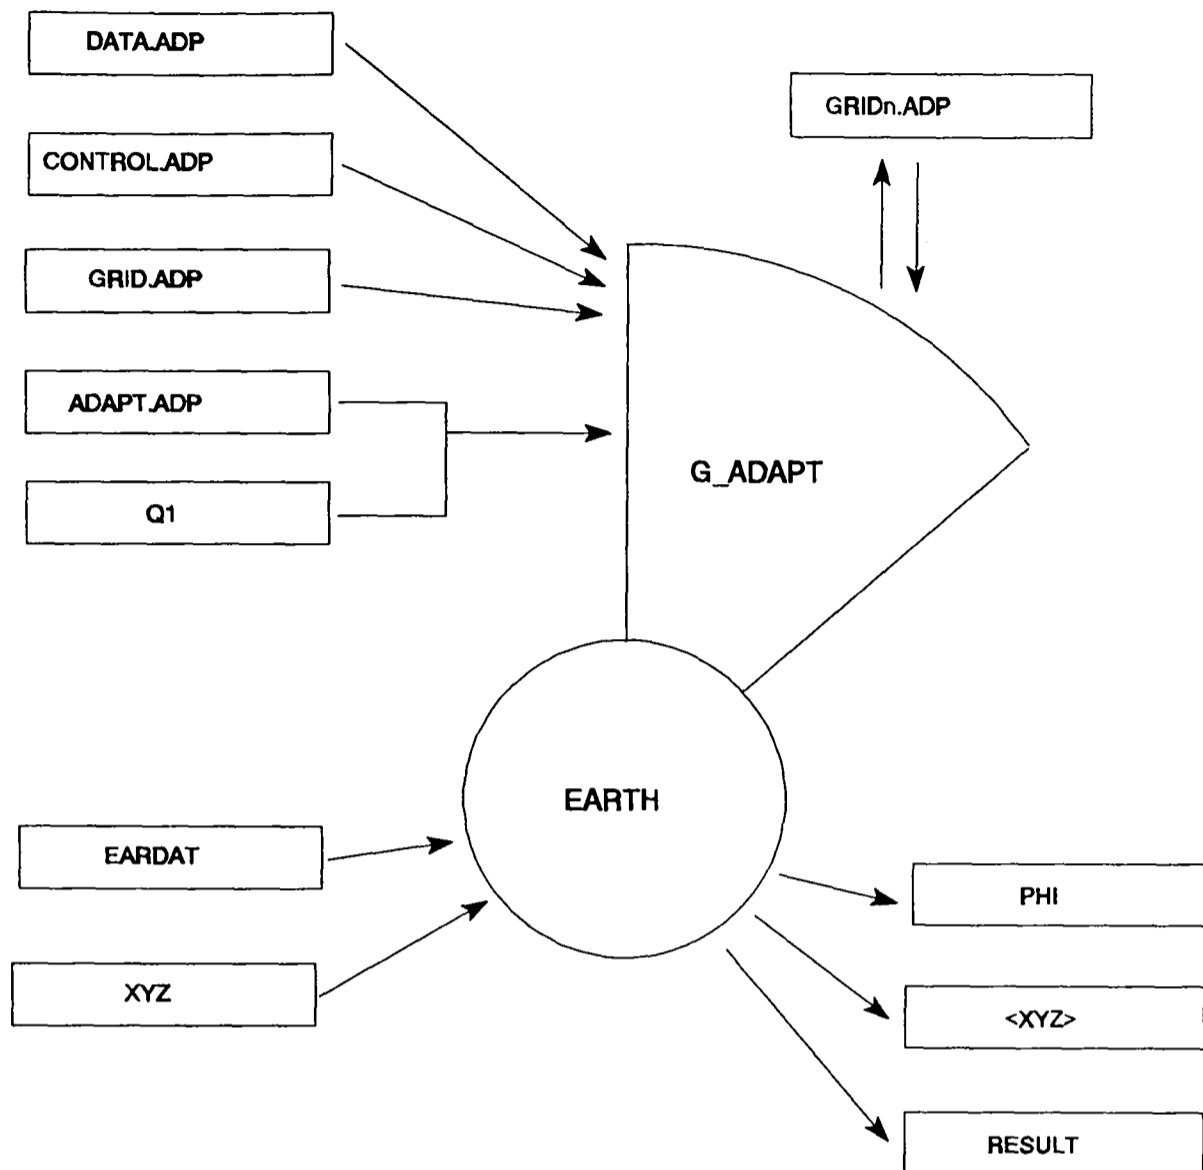 DATA.ADP
GRIDn.ADP
CONTROL.ADP
GRID.ADP
ADAPT.ADP
G_ADAPT
Q1
EARTH
EARDAT
PHI
XYZ
<XYZ>
RESULT